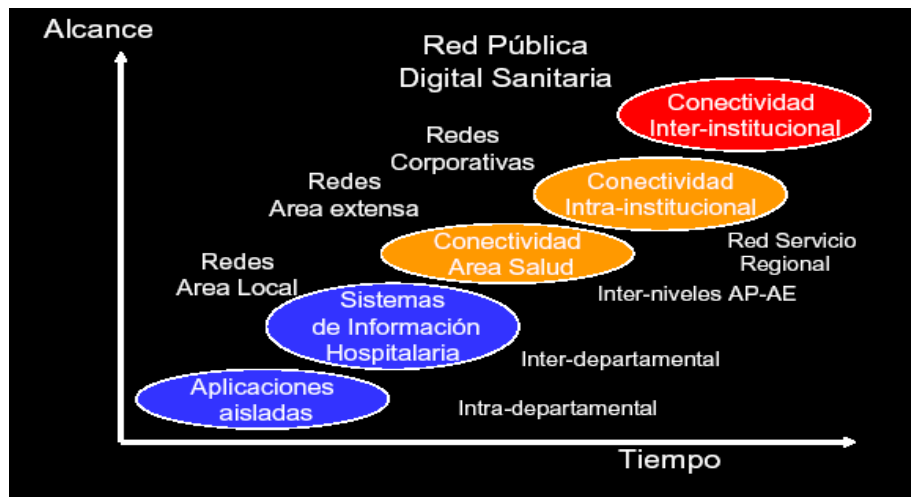 Alcance
Red Pública
Digital Sanitaria
Conectividad
Inter-institucional
Redes
Corporativas
Conectividad
Intra-institucional
Redes
Area extensa
Red Servicio
Regional
Conectividad
Area Salud
Redes
Area Local
Inter-niveles AP-AE
Sistemas
de Información
Hospitalaria
Inter-departamental
Aplicaciones
aisladas
Intra-departamental
Tiempo